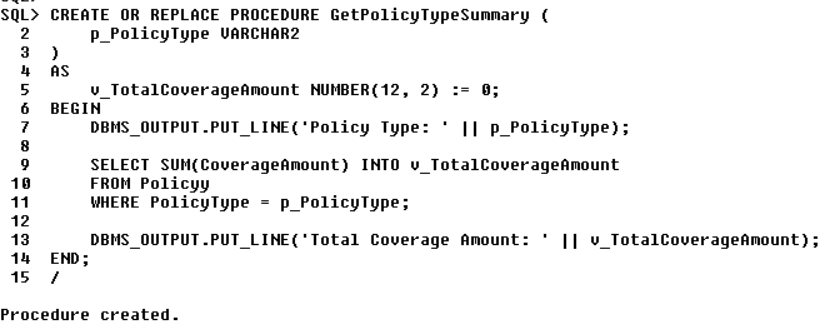 SQL> CREATE OR REPLACE PROCEDURE GetPolicyTypeSummary (
  2      p_PolicyType VARCHAR2
  3  )
  4  AS
  5      v_TotalCoverageAmount NUMBER(12, 2) := 0;
  6  BEGIN
  7      DBMS_OUTPUT.PUT_LINE('Policy Type: ' || p_PolicyType);
  8
  9      SELECT SUM(CoverageAmount) INTO v_TotalCoverageAmount
 10      FROM Policyy
 11      WHERE PolicyType = p_PolicyType;
 12
 13      DBMS_OUTPUT.PUT_LINE('Total Coverage Amount: ' || v_TotalCoverageAmount);
 14  END;
 15  /

Procedure created.